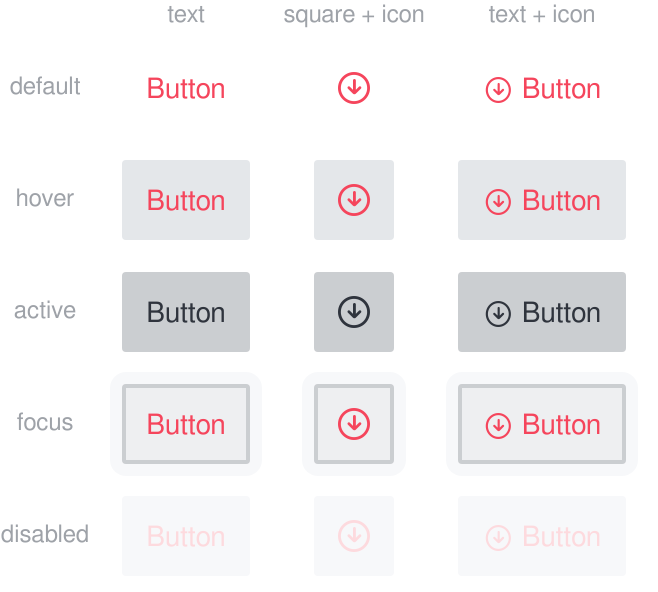 text square + icon text + icon
default Button Button
hover Button Button
active Button Button
focus Button Button
disabled Button Button